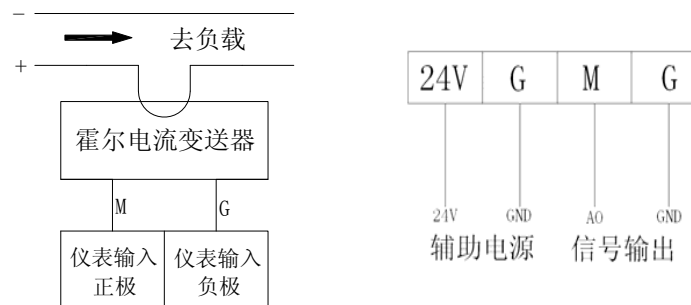 −
去负载
+
霍尔电流变送器
M G
仪表输入 仪表输入
正极 负极
24V G M G
24V GND AO GND
辅助电源 信号输出